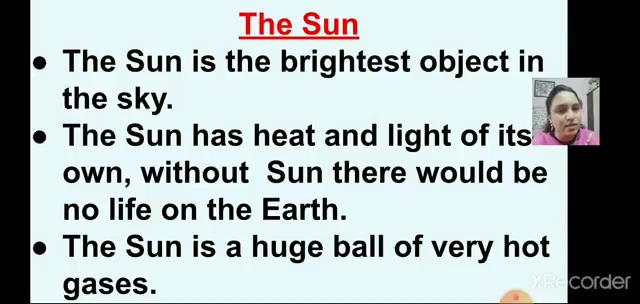 The Sun
● The Sun is the brightest object in
the sky.
● The Sun has heat and light of its
own, without Sun there would be
no life on the Earth.
● The Sun is a huge ball of very hot
gases.
XRecorder